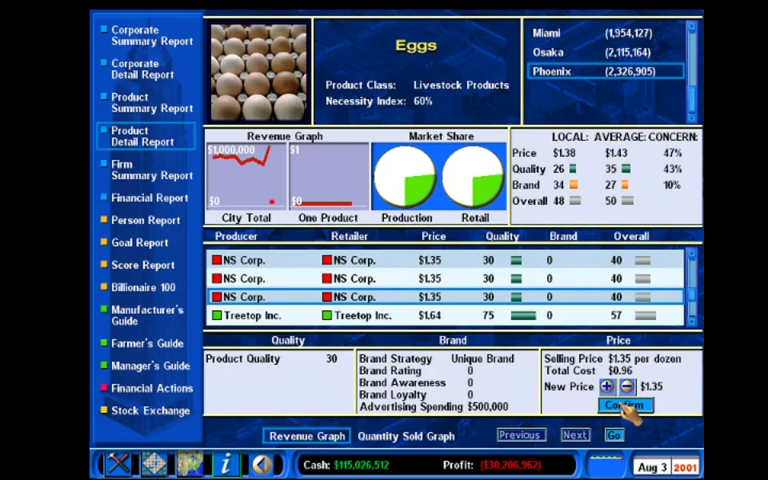 Corporate
Summary Report
Corporate
Detail Report
Product
Summary Report
Product
Detail Report
Firm
Summary Report
Financial Report
Person Report
Goal Report
Score Report
Billionaire 100
Manufacturer's
Guide
Farmer's Guide
Manager's Guide
Financial Actions
Stock Exchange
Eggs
Product Class: Livestock Products
Necessity Index: 60%
Miami (1,954,127)
Osaka (2,115,164)
Phoenix (2,326,905)
Revenue Graph
$1,000,000 $1
$0 $0
City Total One Product
Market Share
Production Retail
LOCAL: AVERAGE: CONCERN:
Price $1.38 $1.43 47%
Quality 26 35 43%
Brand 34 27 10%
Overall 48 50
Producer Retailer Price Quality Brand Overall
NS Corp. NS Corp. $1.35 30 0 40
NS Corp. NS Corp. $1.35 30 0 40
NS Corp. NS Corp. $1.35 30 0 40
Treetop Inc. Treetop Inc. $1.64 75 0 57
Quality Brand Price
Product Quality 30
Brand Strategy Unique Brand
Brand Rating 0
Brand Awareness 0
Brand Loyalty 0
Advertising Spending $500,000
Selling Price $1.35 per dozen
Total Cost $0.96
New Price $1.35
Confirm
Revenue Graph Quantity Sold Graph Previous Next Go
Cash: $115,026,512 Profit: ($30,206,962) Aug 3 2001